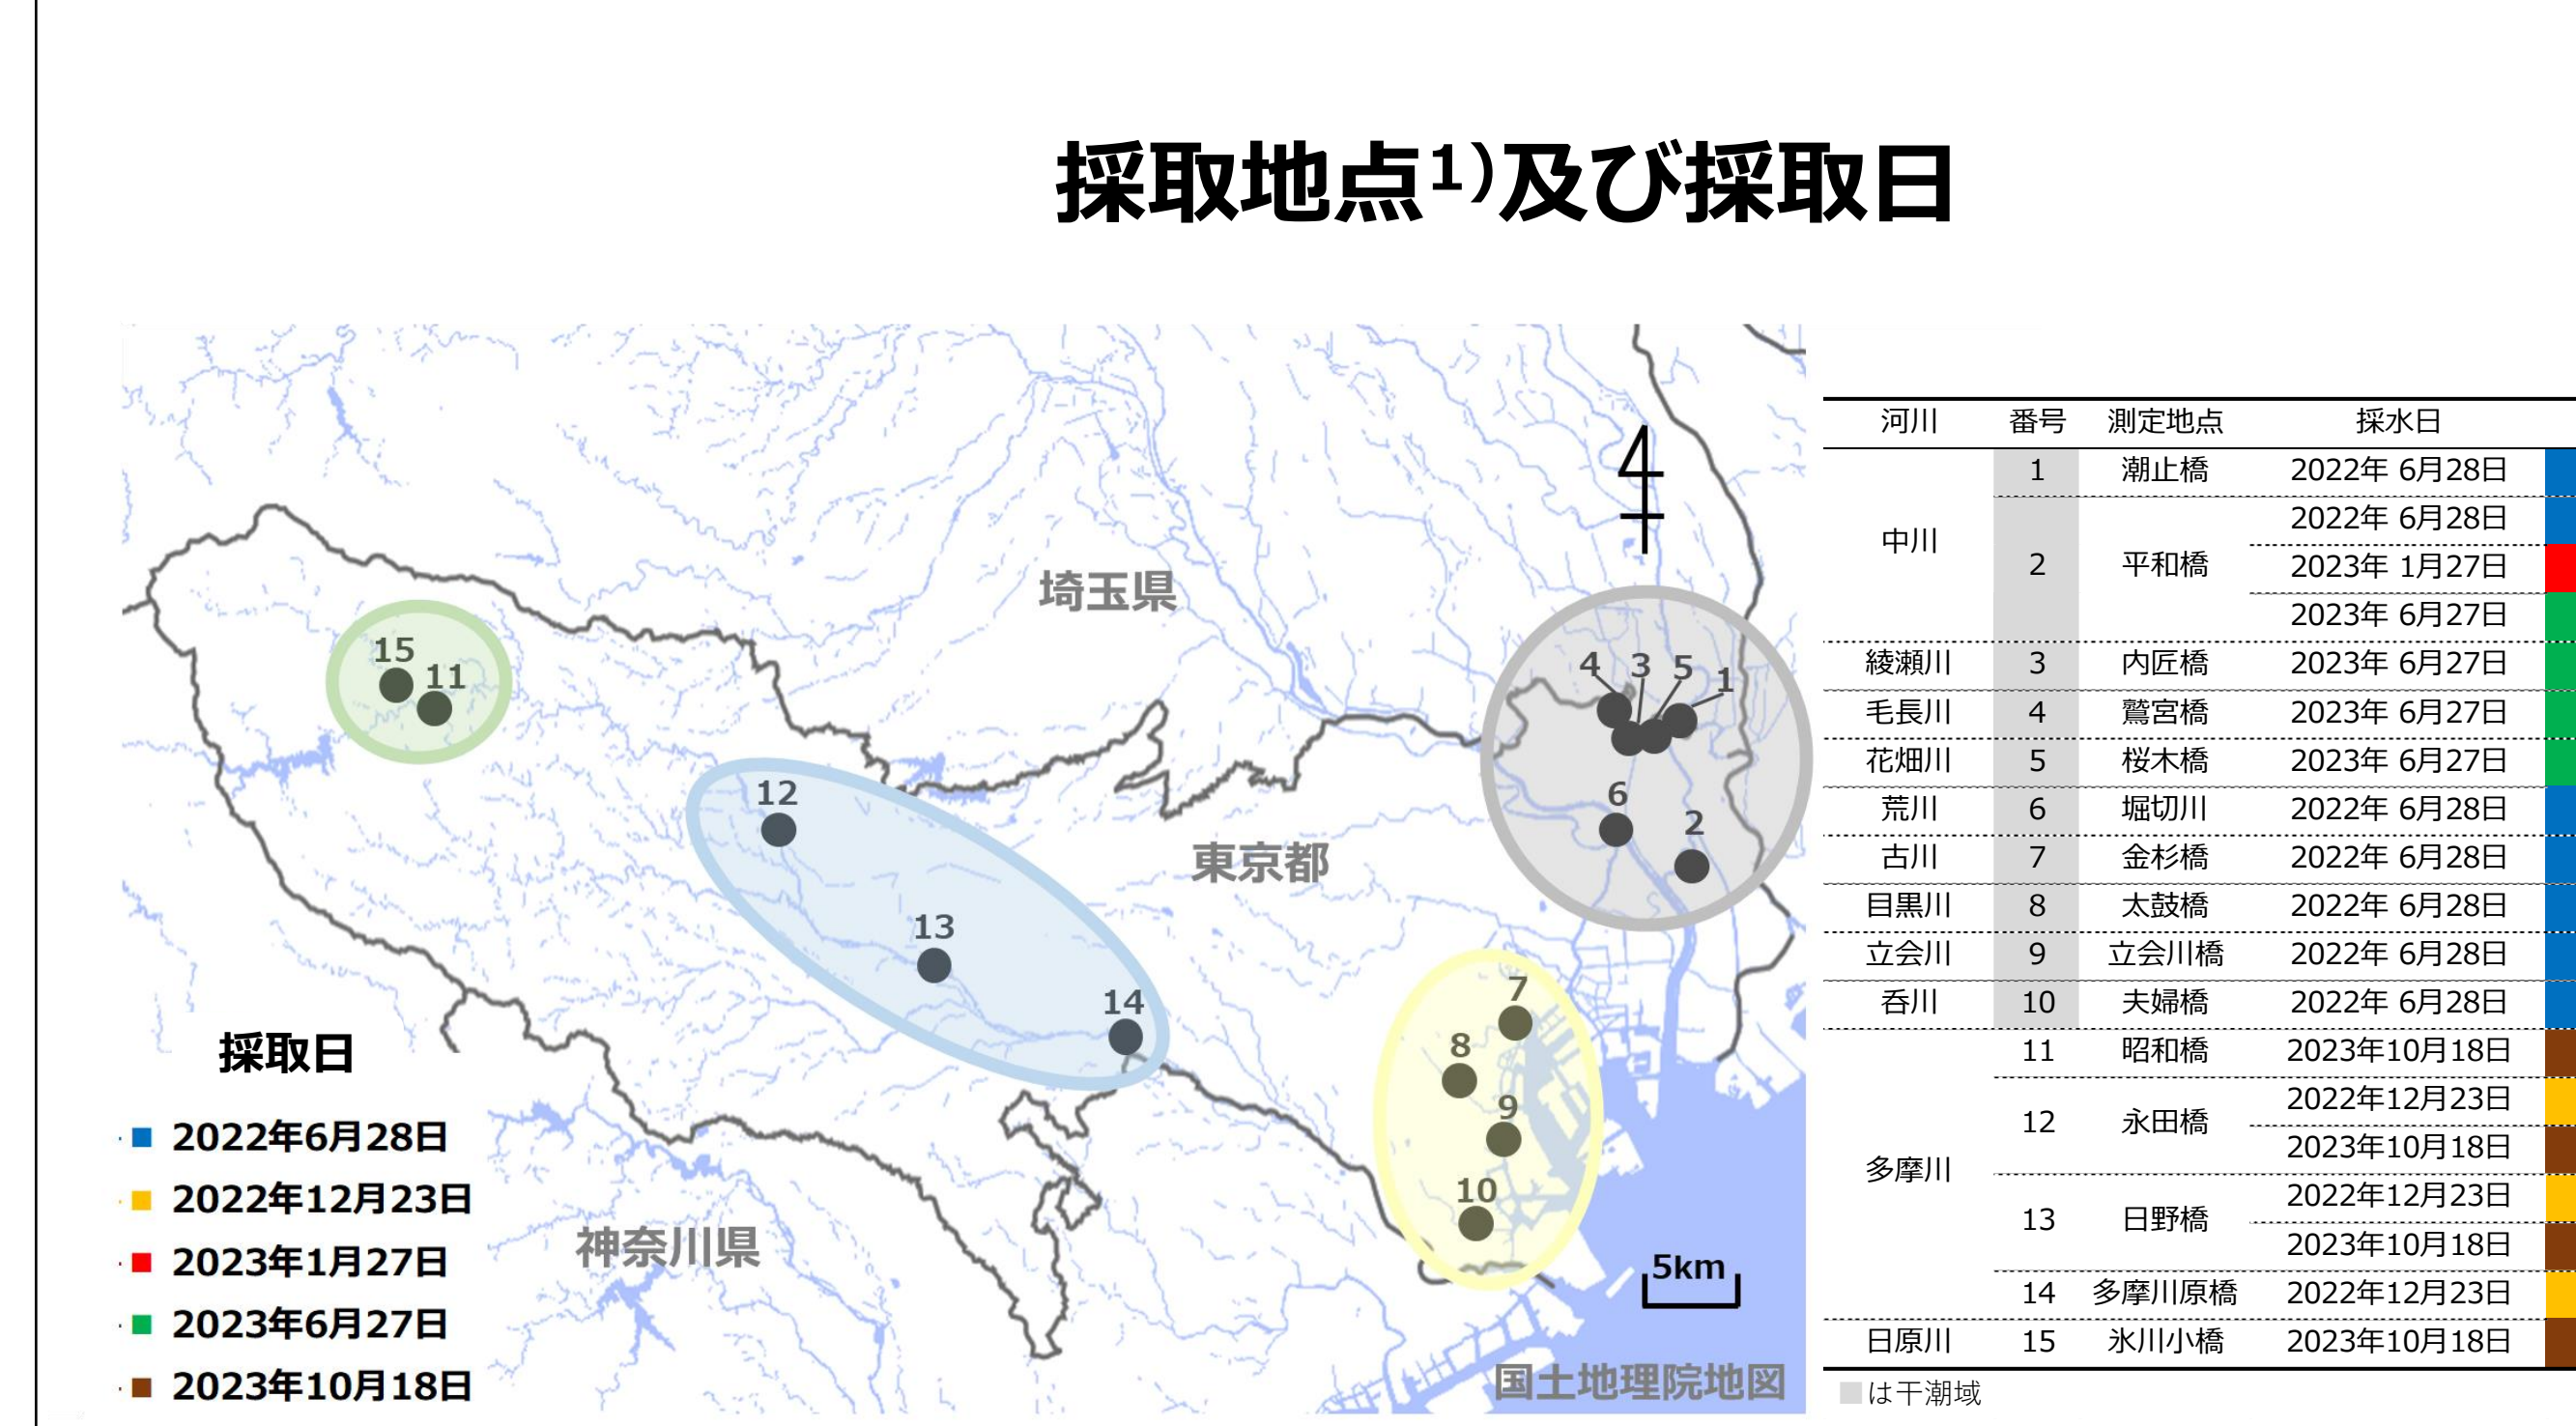 採取地点1)及び採取日
埼玉県
東京都
神奈川県
15
11
12
13
14
4
3
5
1
6
2
7
8
9
10
5km
国土地理院地図
採取日
2022年6月28日
2022年12月23日
2023年1月27日
2023年6月27日
2023年10月18日
河川 番号 測定地点 採水日
中川 1 潮止橋 2022年 6月28日
2 平和橋 2022年 6月28日
2023年 1月27日
2023年 6月27日
綾瀬川 3 内匠橋 2023年 6月27日
毛長川 4 鷲宮橋 2023年 6月27日
花畑川 5 桜木橋 2023年 6月27日
荒川 6 堀切川 2022年 6月28日
古川 7 金杉橋 2022年 6月28日
目黒川 8 太鼓橋 2022年 6月28日
立会川 9 立会川橋 2022年 6月28日
呑川 10 夫婦橋 2022年 6月28日
多摩川 11 昭和橋 2023年10月18日
12 永田橋 2022年12月23日
2023年10月18日
13 日野橋 2022年12月23日
2023年10月18日
14 多摩川原橋 2022年12月23日
日原川 15 氷川小橋 2023年10月18日
■は干潮域